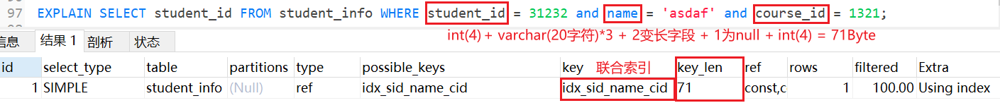 97 EXPLAIN SELECT student_id FROM student_info WHERE student_id = 31232 and name = 'asdaf' and course_id = 1321;
int(4) + varchar(20字符)*3 + 2变长字段 + 1为null + int(4) = 71Byte
信息 结果 1 剖析 状态
联合索引
id select_type table partitions type possible_keys key key_len ref rows filtered Extra
1 SIMPLE student_info (Null) ref idx_sid_name_cid idx_sid_name_cid 71 const,c 1 100.00 Using index